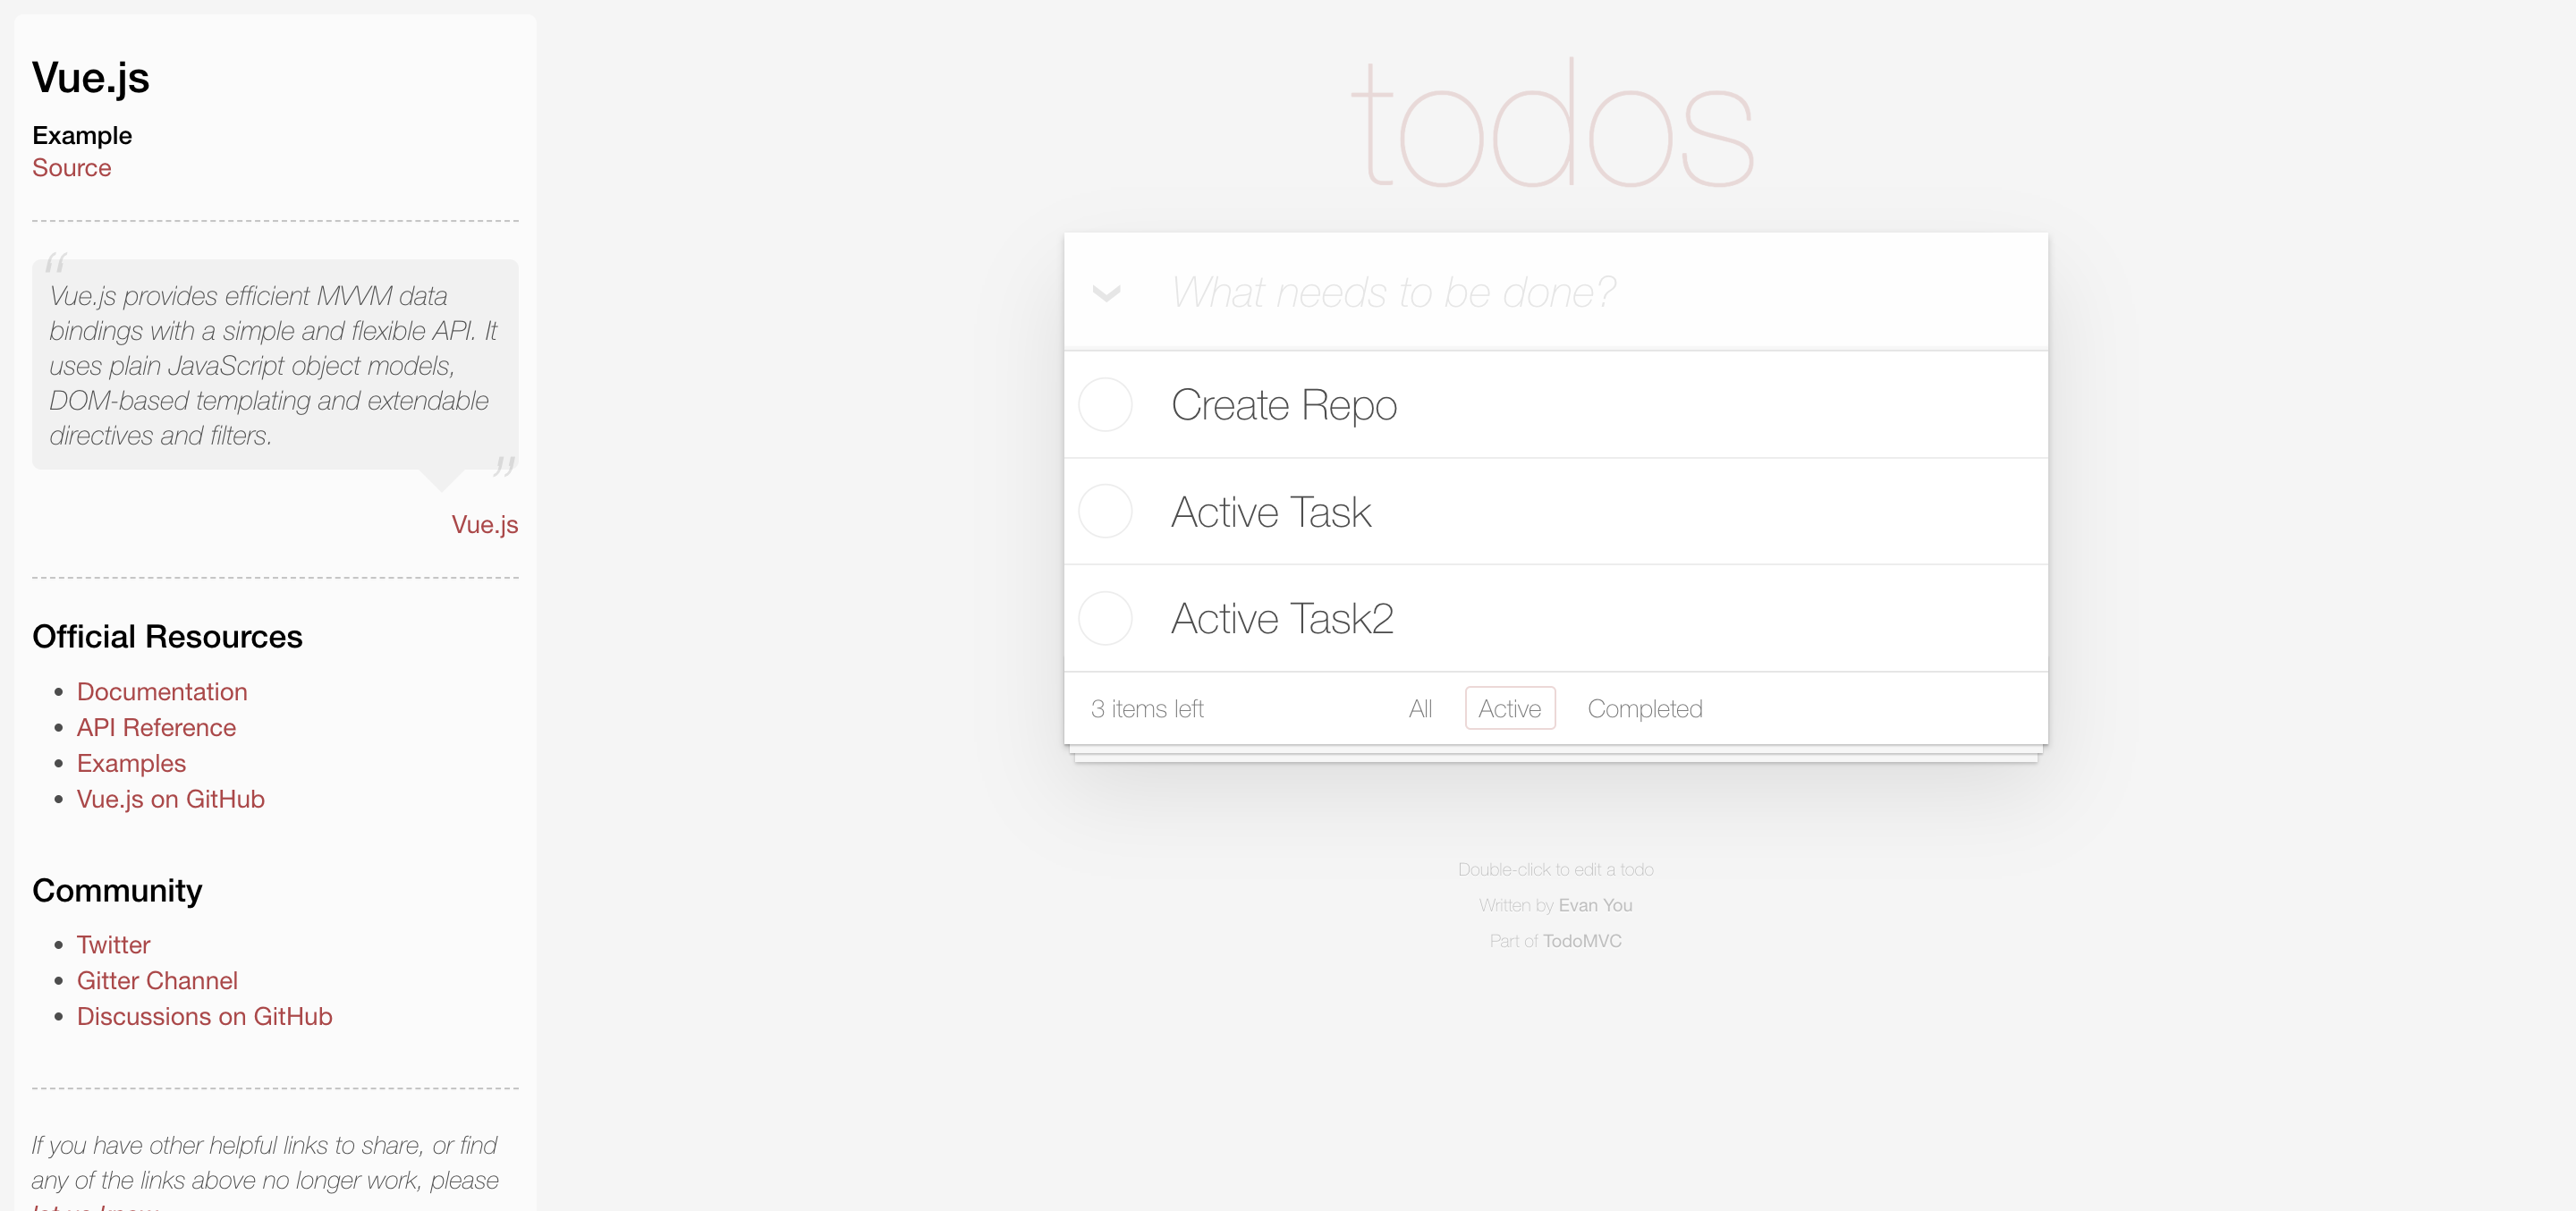 Vue.js
Example
Source
“
Vue.js provides efficient MVVM data
bindings with a simple and flexible API. It
uses plain JavaScript object models,
DOM-based templating and extendable
directives and filters.
”
Vue.js
Official Resources
• Documentation
• API Reference
• Examples
• Vue.js on GitHub
Community
• Twitter
• Gitter Channel
• Discussions on GitHub
If you have other helpful links to share, or find
any of the links above no longer work, please
todos
What needs to be done?
Create Repo
Active Task
Active Task2
3 items left All Active Completed
Double-click to edit a todo
Written by Evan You
Part of TodoMVC